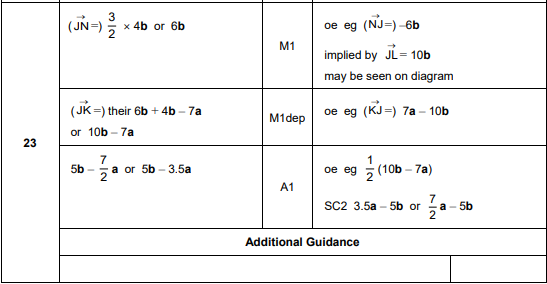 23
(JN⃗ =) 3/2 × 4b or 6b
M1
oe eg (NJ⃗ =) –6b
implied by JL⃗ = 10b
may be seen on diagram
(JK⃗ =) their 6b + 4b – 7a
or 10b – 7a
M1dep
oe eg (KJ⃗ =) 7a – 10b
5b – 7/2 a or 5b – 3.5a
A1
oe eg 1/2 (10b – 7a)
SC2 3.5a – 5b or 7/2 a – 5b
Additional Guidance